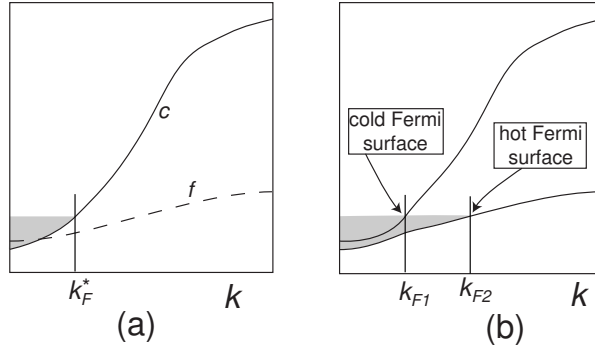 c
f
k*F
k
(a)
cold Fermi
surface
hot Fermi
surface
kF1
kF2
k
(b)